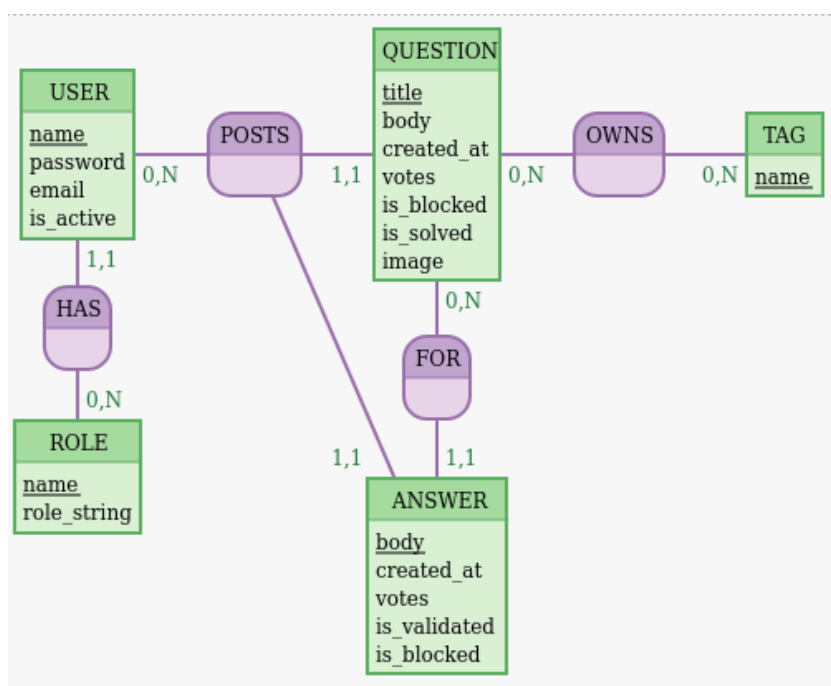 USER
name
password
email
is_active
0,N
POSTS
1,1
QUESTION
title
body
created_at
votes
is_blocked
is_solved
image
0,N
OWNS
0,N
TAG
name
1,1
HAS
0,N
ROLE
name
role_string
0,N
FOR
1,1
1,1
ANSWER
body
created_at
votes
is_validated
is_blocked